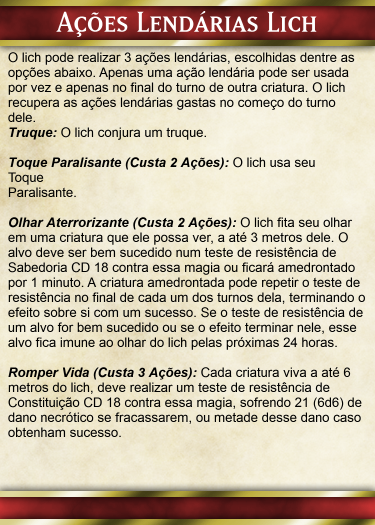 Ações Lendárias Lich
O lich pode realizar 3 ações lendárias, escolhidas dentre as
opções abaixo. Apenas uma ação lendária pode ser usada
por vez e apenas no final do turno de outra criatura. O lich
recupera as ações lendárias gastas no começo do turno
dele.
Truque: O lich conjura um truque.
Toque Paralisante (Custa 2 Ações): O lich usa seu
Toque
Paralisante.
Olhar Aterrorizante (Custa 2 Ações): O lich fita seu olhar
em uma criatura que ele possa ver, a até 3 metros dele. O
alvo deve ser bem sucedido num teste de resistência de
Sabedoria CD 18 contra essa magia ou ficará amedrontado
por 1 minuto. A criatura amedrontada pode repetir o teste de
resistência no final de cada um dos turnos dela, terminando o
efeito sobre si com um sucesso. Se o teste de resistência de
um alvo for bem sucedido ou se o efeito terminar nele, esse
alvo fica imune ao olhar do lich pelas próximas 24 horas.
Romper Vida (Custa 3 Ações): Cada criatura viva a até 6
metros do lich, deve realizar um teste de resistência de
Constituição CD 18 contra essa magia, sofrendo 21 (6d6) de
dano necrótico se fracassarem, ou metade desse dano caso
obtenham sucesso.